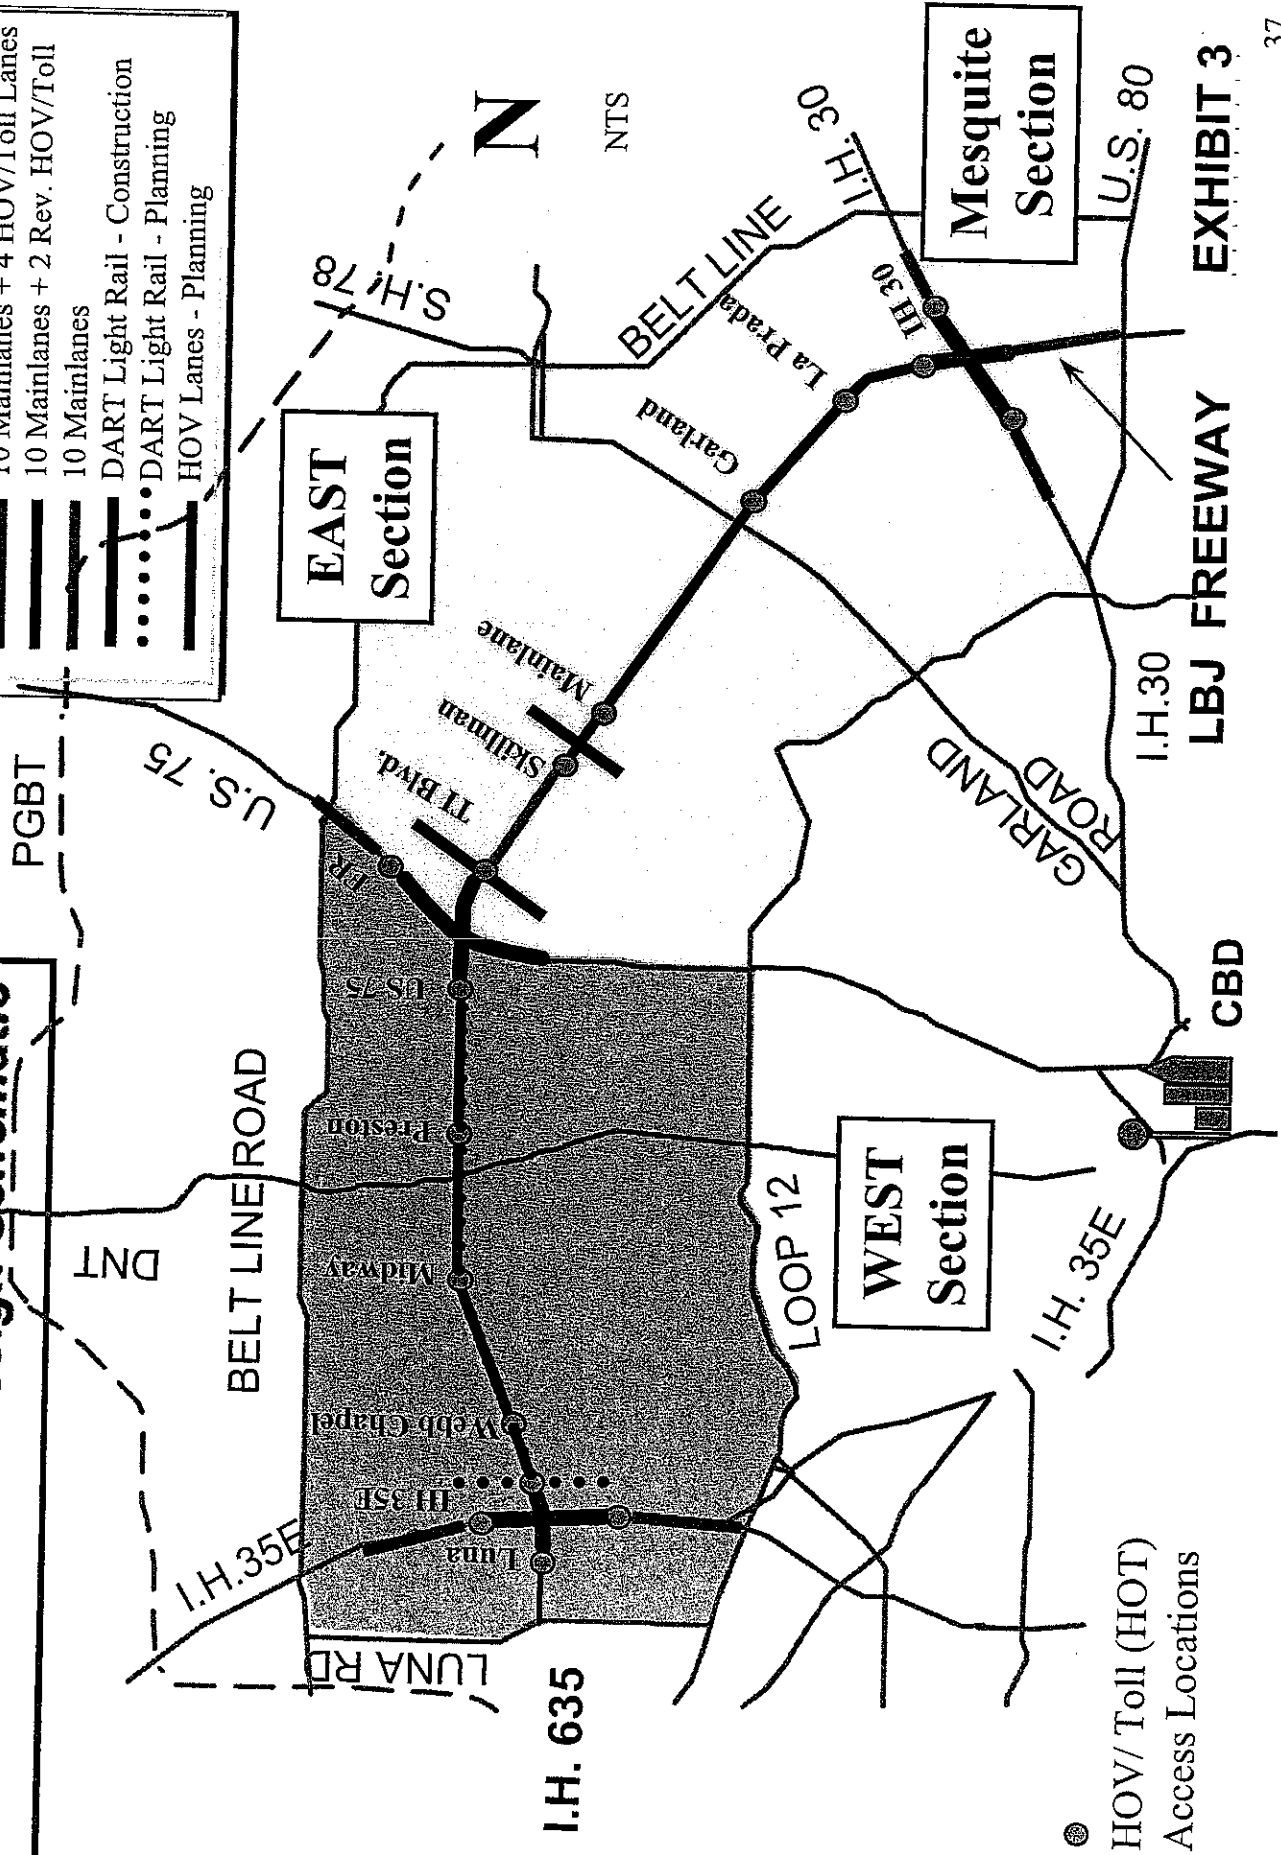 10 Mainlanes + 4 HOV/Toll Lanes
10 Mainlanes + 2 Rev. HOV/Toll
10 Mainlanes
DART Light Rail - Construction
DART Light Rail - Planning
HOV Lanes - Planning
PGBT
DNT
U.S. 75
S.H. 78
N
NTS
BELT LINE ROAD
BELT LINE
I.H.35E
LUNA RD
I.H. 635
EAST
Section
WEST
Section
Mesquite
Section
Luna
IH 35E
Webb Chapel
Midway
Preston
US 75
FR
TI Blvd.
Skillman
Mainlane
Garland
La Prada
IH 30
I.H. 30
U.S. 80
LOOP 12
GARLAND
ROAD
I.H.30
I.H. 35E
CBD
LBJ FREEWAY
EXHIBIT 3
37
HOV/ Toll (HOT)
Access Locations